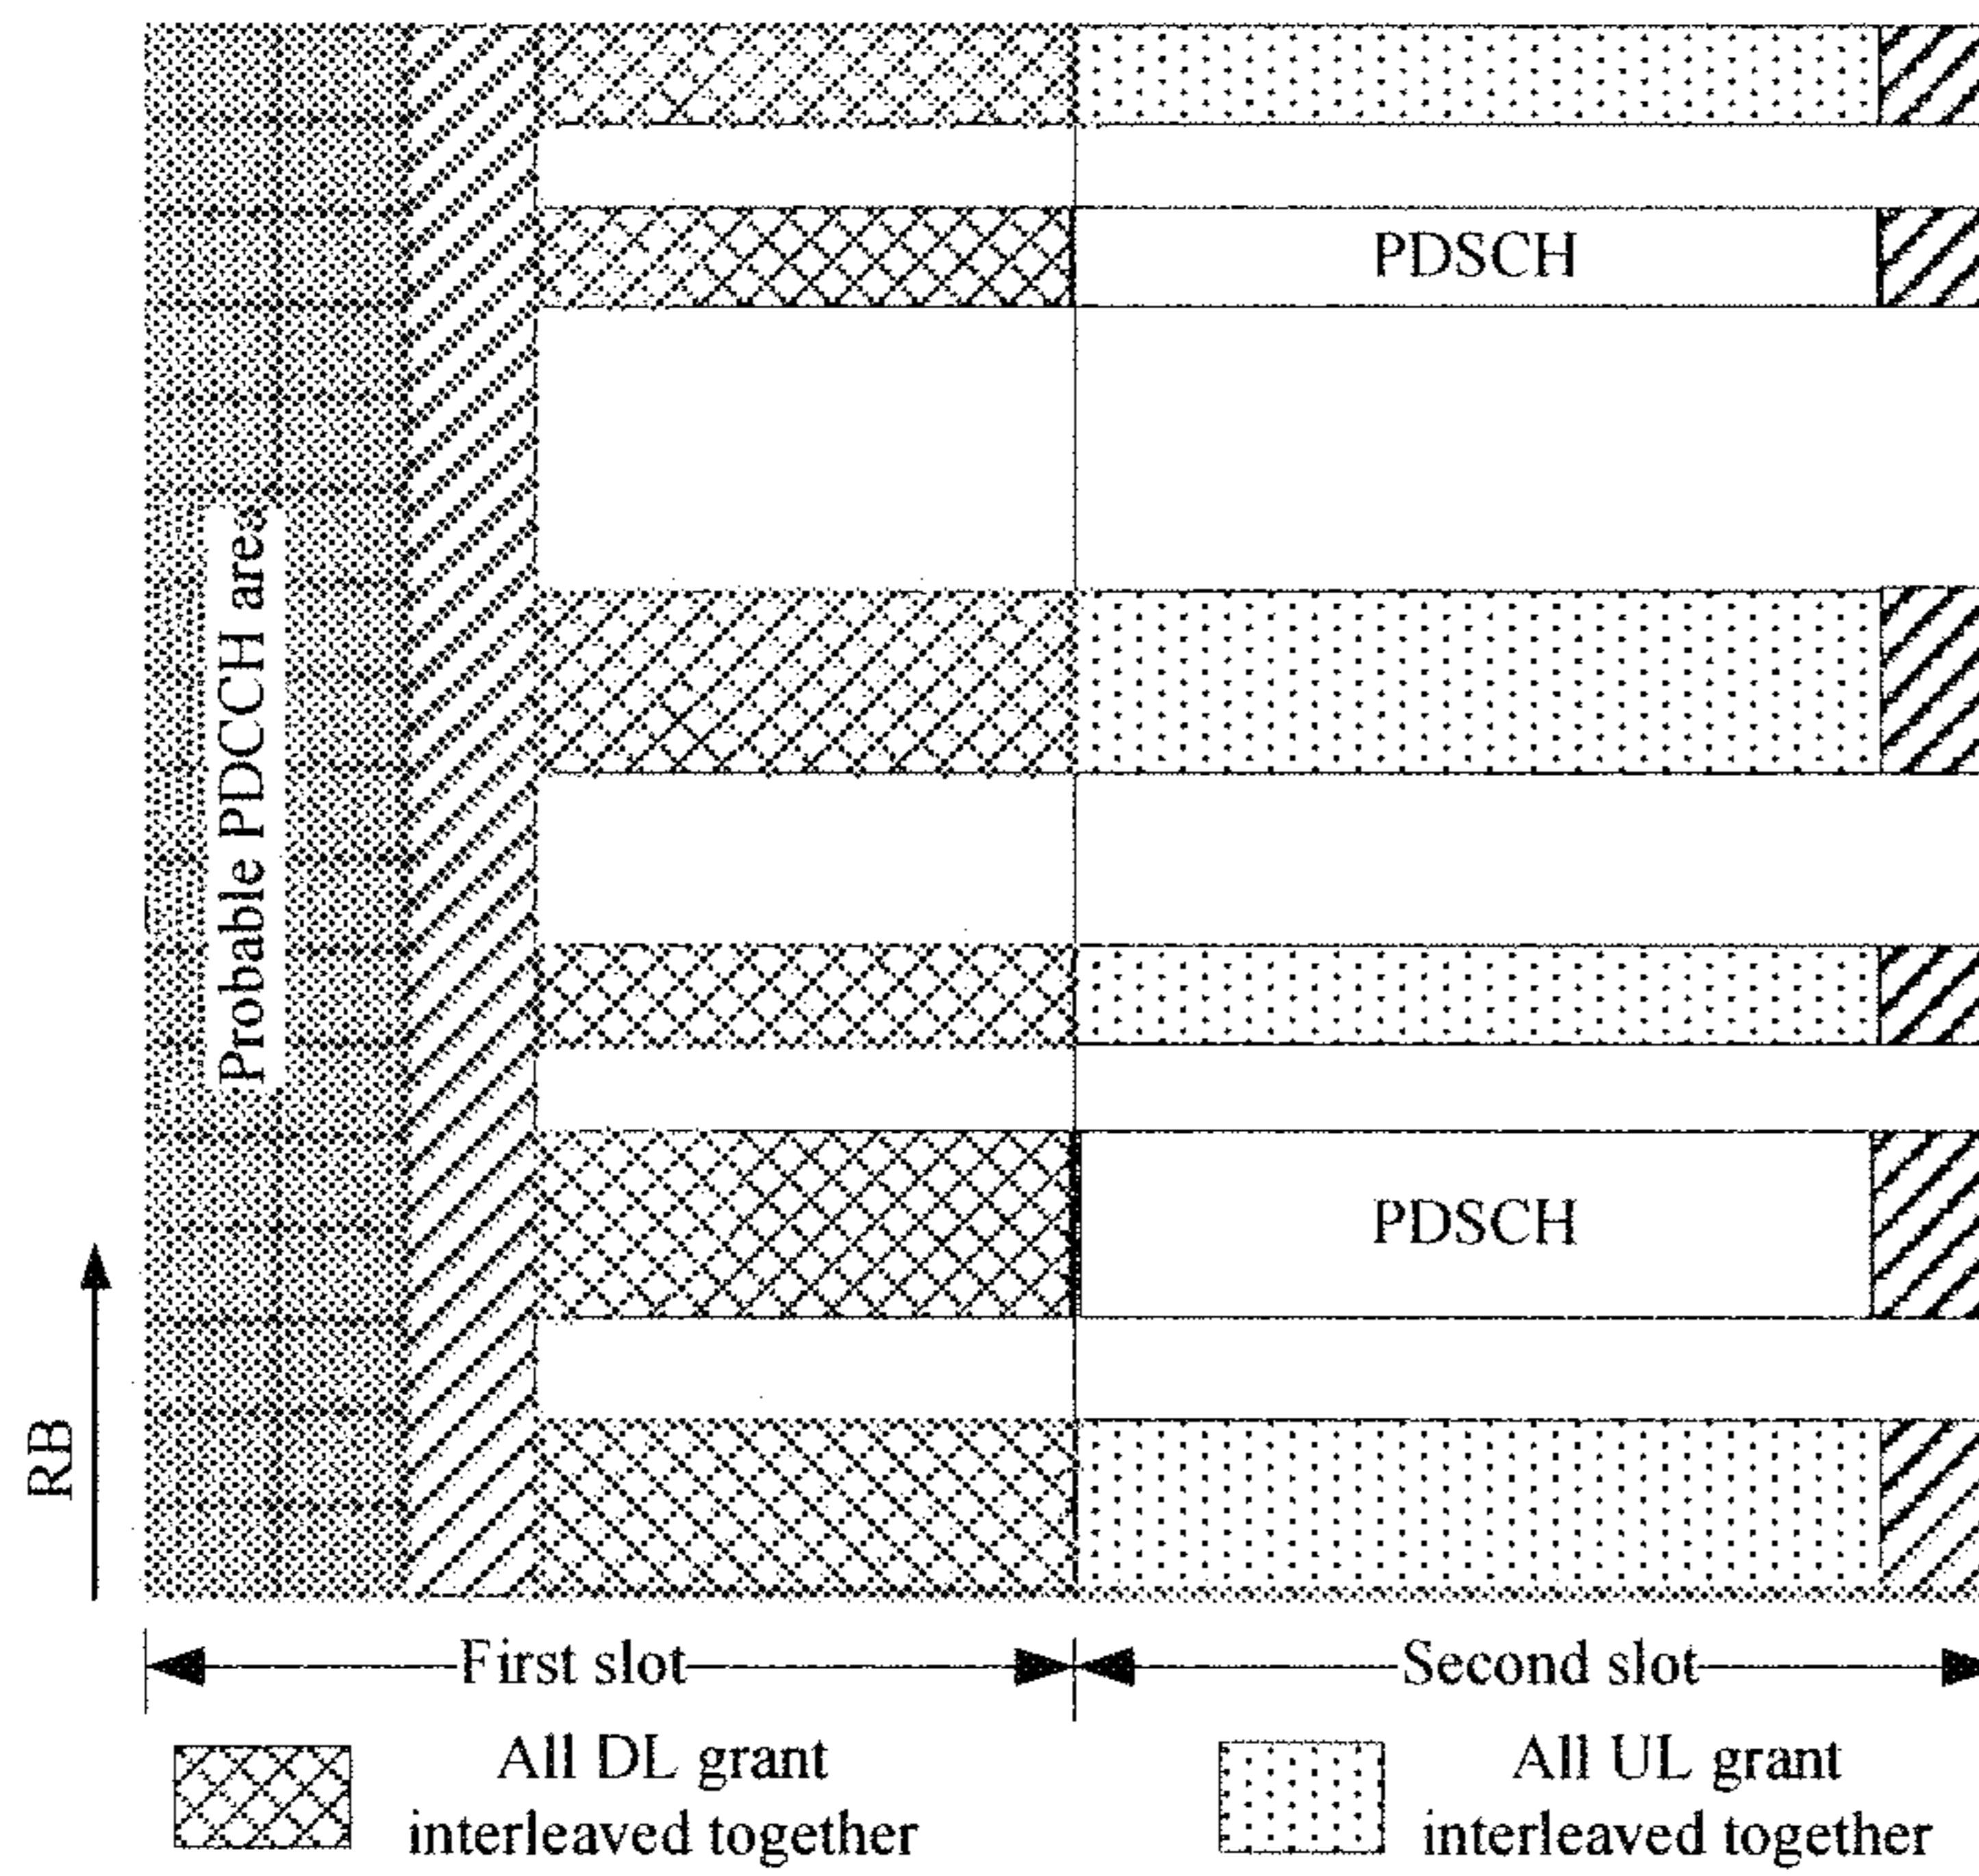 PDSCH
Probable PDCCH area
PDSCH
RB
First slot
Second slot
All DL grant
interleaved together
All UL grant
interleaved together